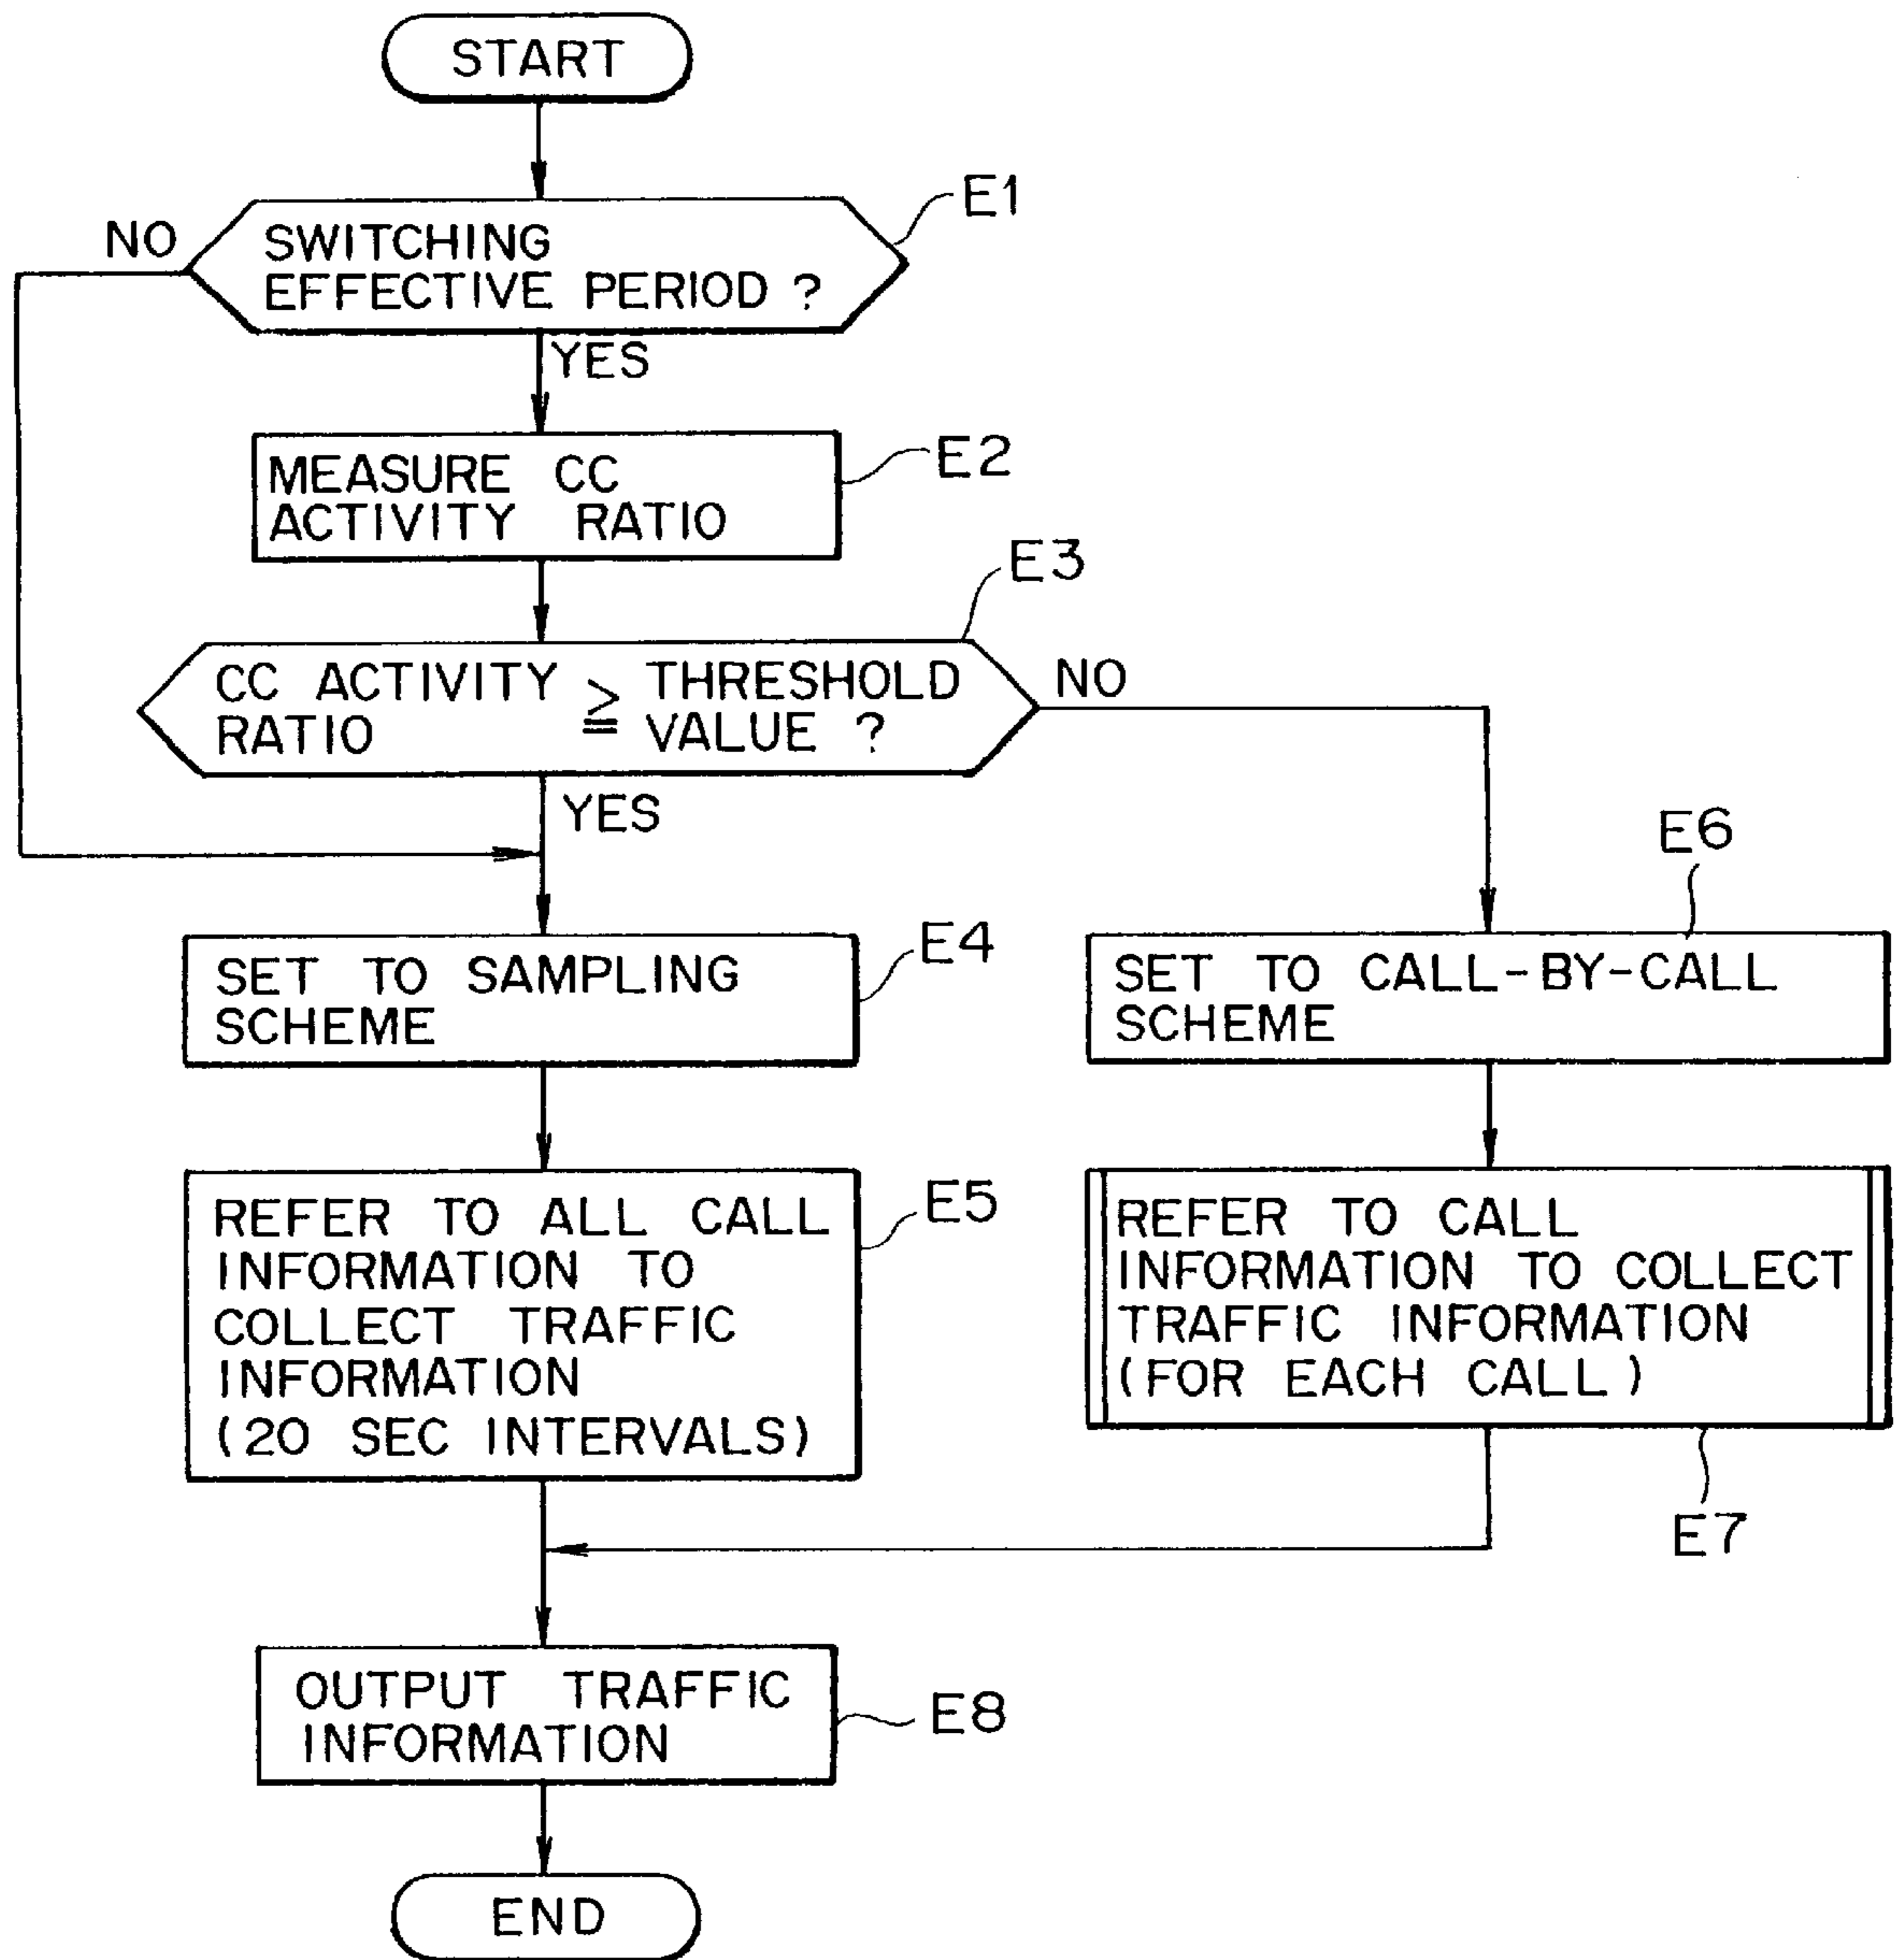 START
E1
NO
SWITCHING
EFFECTIVE PERIOD ?
YES
E2
MEASURE CC
ACTIVITY RATIO
E3
CC ACTIVITY ≧ THRESHOLD
RATIO VALUE ?
NO
YES
E4
SET TO SAMPLING
SCHEME
E6
SET TO CALL-BY-CALL
SCHEME
E5
REFER TO ALL CALL
INFORMATION TO
COLLECT TRAFFIC
INFORMATION
(20 SEC INTERVALS)
REFER TO CALL
INFORMATION TO COLLECT
TRAFFIC INFORMATION
(FOR EACH CALL)
E7
OUTPUT TRAFFIC
INFORMATION
E8
END